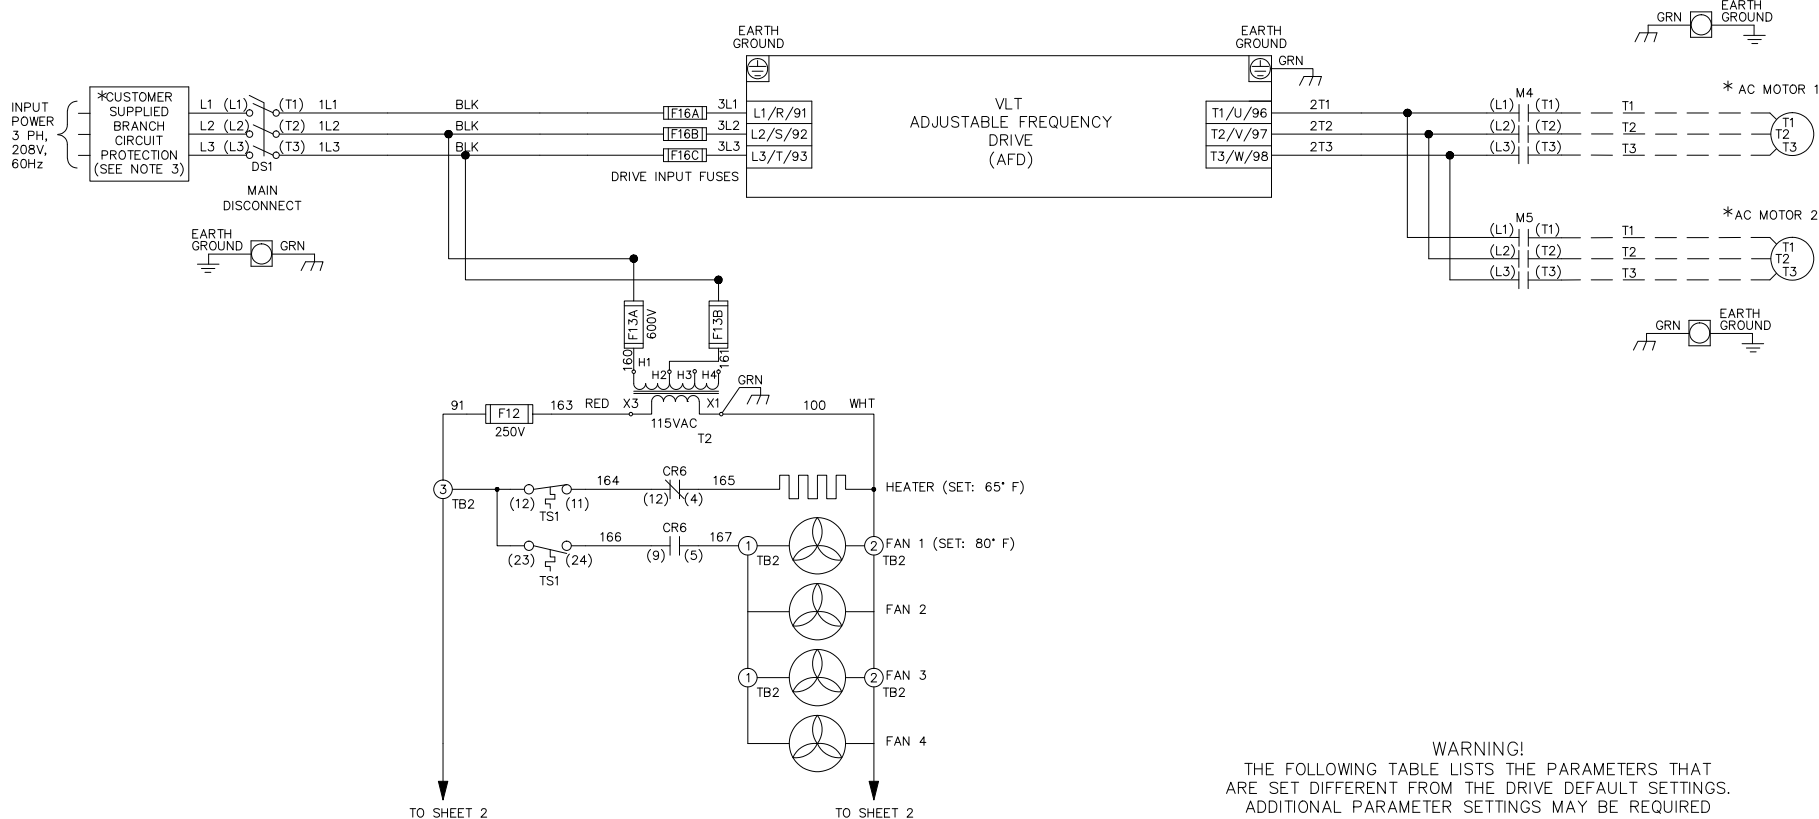 EARTH
GROUND
EARTH
GROUND
GRN
GRN
EARTH
GROUND
INPUT
POWER
3 PH,
208V,
60Hz
*CUSTOMER
SUPPLIED
BRANCH
CIRCUIT
PROTECTION
(SEE NOTE 3)
L1 (L1) (T1) 1L1 BLK F16A 3L1 L1/R/91
L2 (L2) (T2) 1L2 BLK F16B 3L2 L2/S/92
L3 (L3) (T3) 1L3 BLK F16C 3L3 L3/T/93
DS1
MAIN
DISCONNECT
DRIVE INPUT FUSES
VLT
ADJUSTABLE FREQUENCY
DRIVE
(AFD)
T1/U/96 2T1
T2/V/97 2T2
T3/W/98 2T3
M4
* AC MOTOR 1
(L1) (T1) T1 T1
(L2) (T2) T2 T2
(L3) (T3) T3 T3
M5
*AC MOTOR 2
(L1) (T1) T1 T1
(L2) (T2) T2 T2
(L3) (T3) T3 T3
EARTH
GROUND
GRN
GRN
EARTH
GROUND
F13A
600V
F13B
160
161
H1 H2 H3 H4
GRN
91 F12 163 RED X3 X1 100 WHT
250V
115VAC
T2
3
TB2
(12) (11)
TS1
164
CR6
(12) (4)
165
HEATER (SET: 65° F)
(23) (24)
TS1
166
CR6
(9) (5)
167
1
TB2
2
TB2
FAN 1 (SET: 80° F)
FAN 2
1
TB2
2
TB2
FAN 3
FAN 4
TO SHEET 2
TO SHEET 2
WARNING!
THE FOLLOWING TABLE LISTS THE PARAMETERS THAT
ARE SET DIFFERENT FROM THE DRIVE DEFAULT SETTINGS.
ADDITIONAL PARAMETER SETTINGS MAY BE REQUIRED